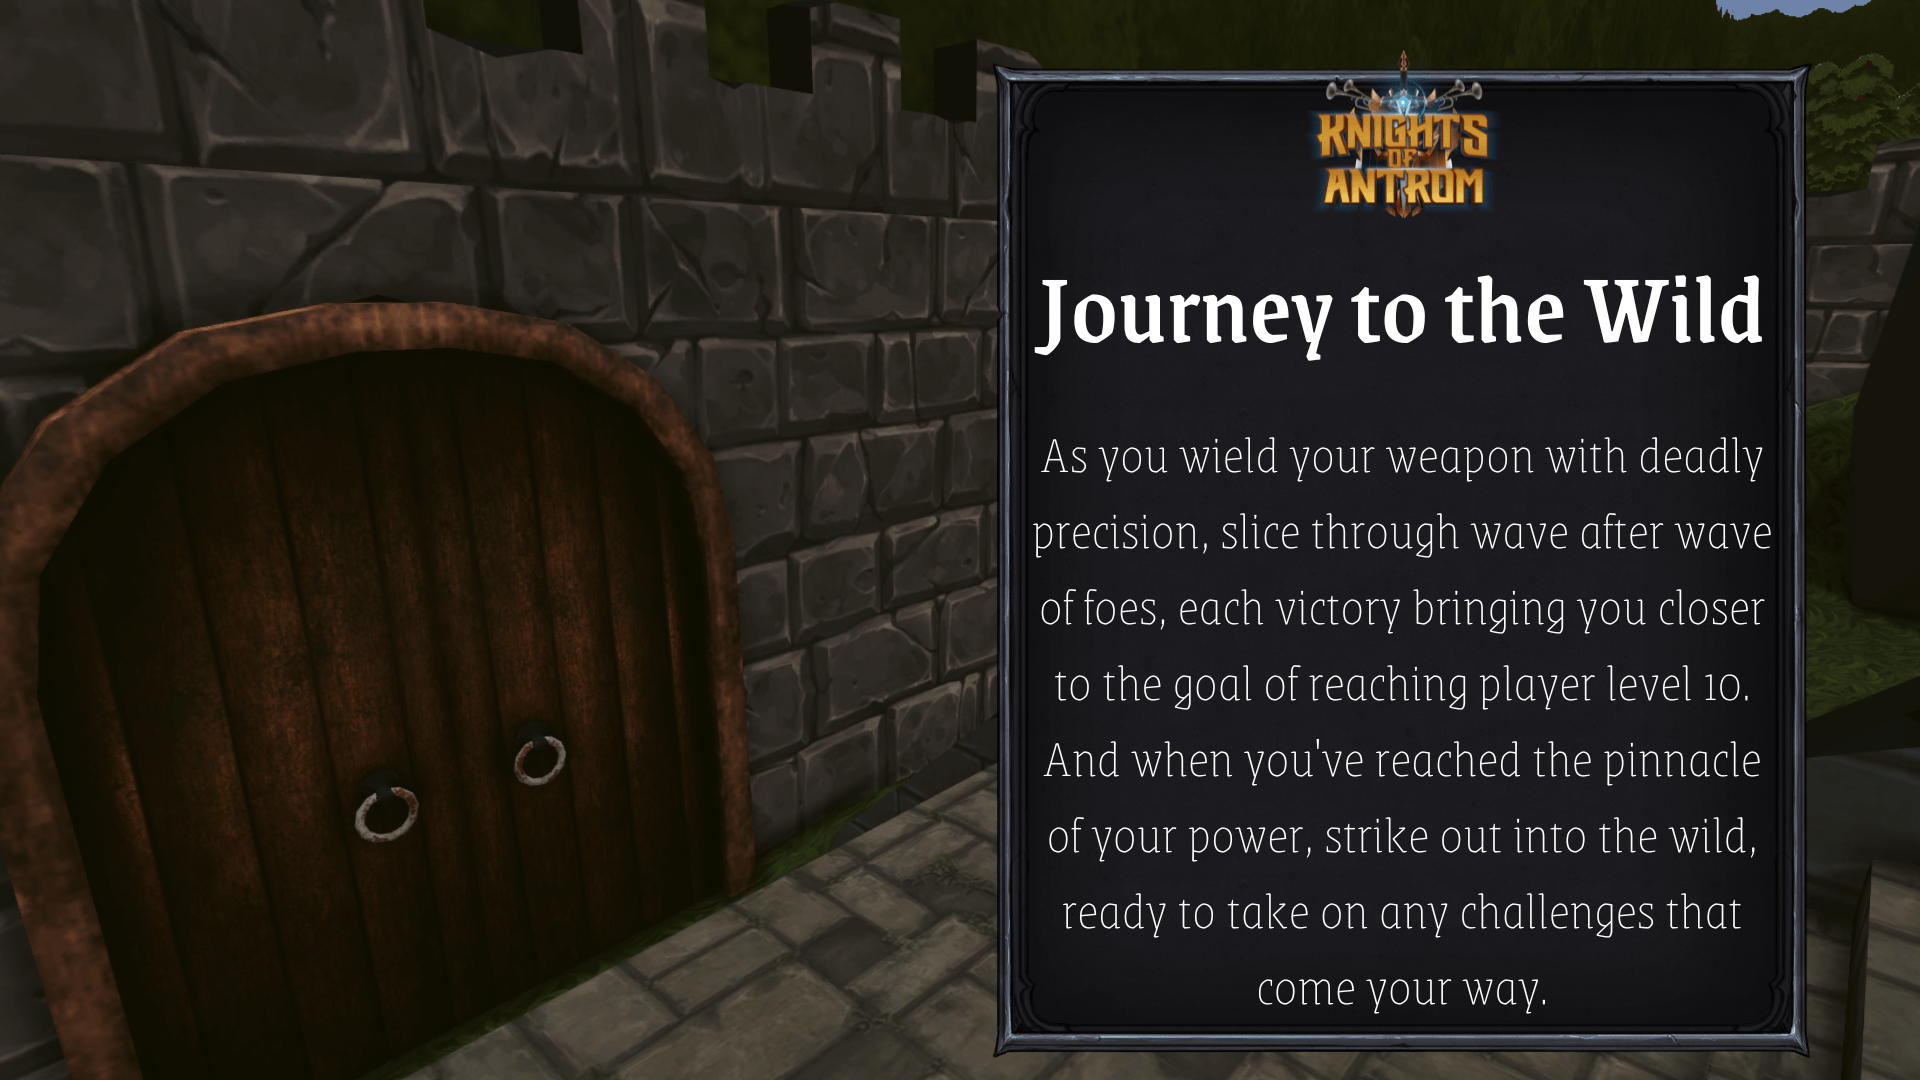 KNIGHTS
OF
ANTROM
Journey to the Wild
As you wield your weapon with deadly
precision, slice through wave after wave
of foes, each victory bringing you closer
to the goal of reaching player level 10.
And when you've reached the pinnacle
of your power, strike out into the wild,
ready to take on any challenges that
come your way.